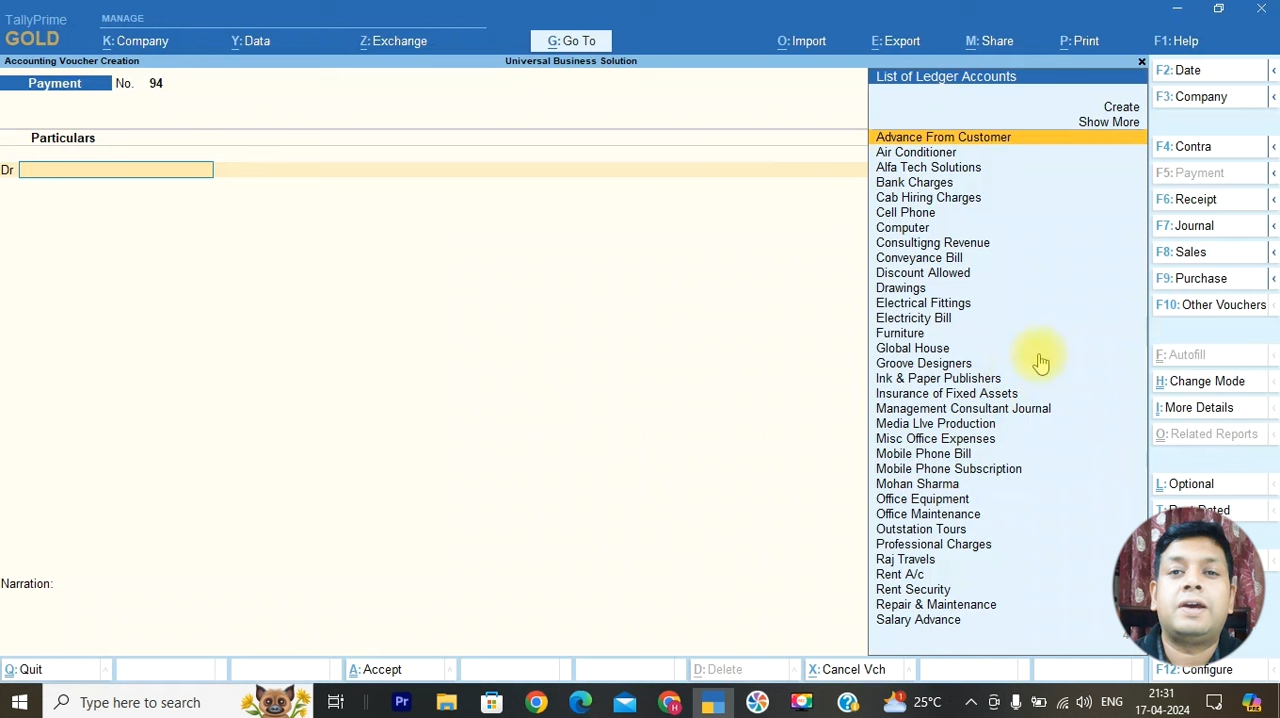 TallyPrime
GOLD
MANAGE
K: Company
Y: Data
Z: Exchange
G: Go To
O: Import
E: Export
M: Share
P: Print
F1: Help
Accounting Voucher Creation
Universal Business Solution
Payment No. 94
Particulars
Dr
Narration:
List of Ledger Accounts
Create
Show More
Advance From Customer
Air Conditioner
Alfa Tech Solutions
Bank Charges
Cab Hiring Charges
Cell Phone
Computer
Consultigng Revenue
Conveyance Bill
Discount Allowed
Drawings
Electrical Fittings
Electricity Bill
Furniture
Global House
Groove Designers
Ink & Paper Publishers
Insurance of Fixed Assets
Management Consultant Journal
Media LIve Production
Misc Office Expenses
Mobile Phone Bill
Mobile Phone Subscription
Mohan Sharma
Office Equipment
Office Maintenance
Outstation Tours
Professional Charges
Raj Travels
Rent A/c
Rent Security
Repair & Maintenance
Salary Advance
F2: Date
F3: Company
F4: Contra
F5: Payment
F6: Receipt
F7: Journal
F8: Sales
F9: Purchase
F10: Other Vouchers
F: Autofill
H: Change Mode
I: More Details
O: Related Reports
L: Optional
T:
Q: Quit
A: Accept
D: Delete
X: Cancel Vch
F12: Configure
Type here to search
25°C
ENG
21:31
17-04-2024